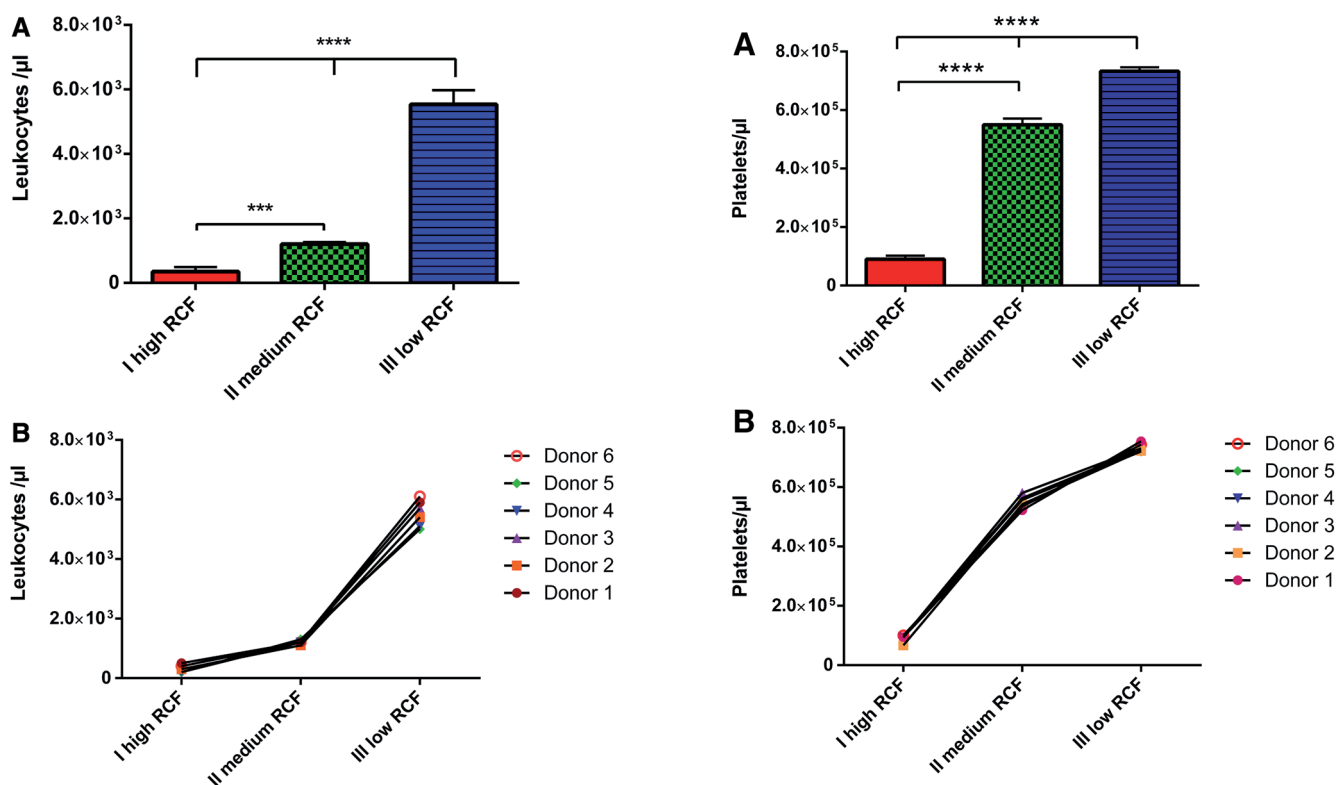 A
Leukocytes /µl
8.0×10³
6.0×10³
4.0×10³
2.0×10³
0
****
***
I high RCF
II medium RCF
III low RCF
A
Platelets/µl
8.0×10⁵
6.0×10⁵
4.0×10⁵
2.0×10⁵
0
****
****
I high RCF
II medium RCF
III low RCF
B
Leukocytes /µl
8.0×10³
6.0×10³
4.0×10³
2.0×10³
0
I high RCF
II medium RCF
III low RCF
Donor 6
Donor 5
Donor 4
Donor 3
Donor 2
Donor 1
B
Platelets/µl
8.0×10⁵
6.0×10⁵
4.0×10⁵
2.0×10⁵
0
I high RCF
II medium RCF
III low RCF
Donor 6
Donor 5
Donor 4
Donor 3
Donor 2
Donor 1